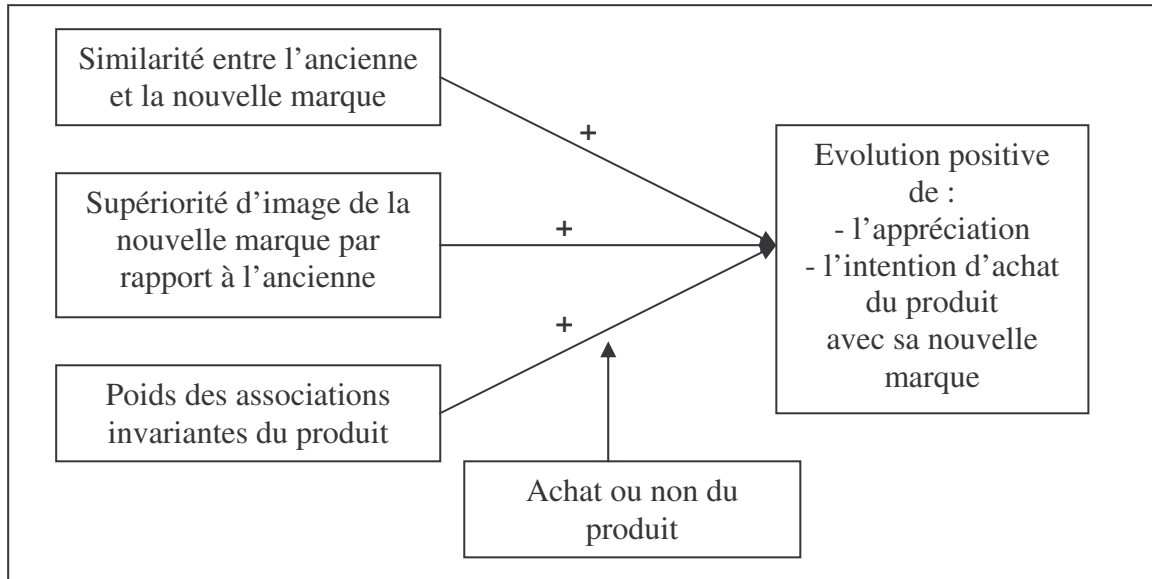 Similarité entre l’ancienne
et la nouvelle marque
+
Supériorité d’image de la
nouvelle marque par
rapport à l’ancienne
+
Poids des associations
invariantes du produit
+
Achat ou non du
produit
Evolution positive
de :
- l’appréciation
- l’intention d’achat
du produit
avec sa nouvelle
marque